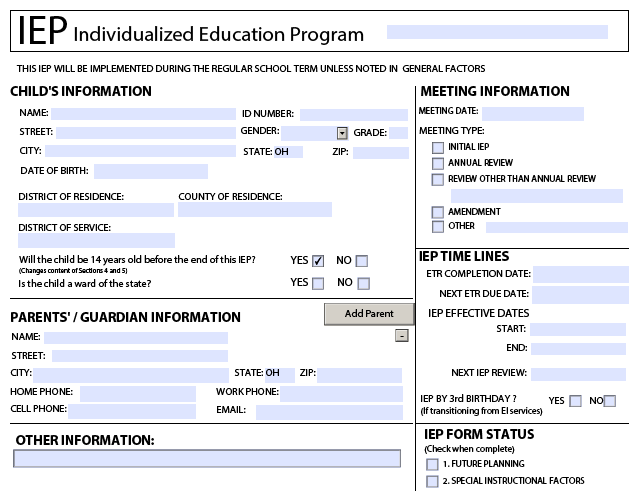 IEP Individualized Education Program
THIS IEP WILL BE IMPLEMENTED DURING THE REGULAR SCHOOL TERM UNLESS NOTED IN GENERAL FACTORS
CHILD'S INFORMATION
NAME: ID NUMBER:
STREET: GENDER: GRADE:
CITY: STATE: OH ZIP:
DATE OF BIRTH:
DISTRICT OF RESIDENCE: COUNTY OF RESIDENCE:
DISTRICT OF SERVICE:
Will the child be 14 years old before the end of this IEP? YES ✓ NO
(Changes content of Sections 4 and 5)
Is the child a ward of the state? YES NO
PARENTS' / GUARDIAN INFORMATION Add Parent
NAME: -
STREET:
CITY: STATE: OH ZIP:
HOME PHONE: WORK PHONE:
CELL PHONE: EMAIL:
OTHER INFORMATION:
MEETING INFORMATION
MEETING DATE:
MEETING TYPE:
INITIAL IEP
ANNUAL REVIEW
REVIEW OTHER THAN ANNUAL REVIEW
AMENDMENT
OTHER
IEP TIME LINES
ETR COMPLETION DATE:
NEXT ETR DUE DATE:
IEP EFFECTIVE DATES
START:
END:
NEXT IEP REVIEW:
IEP BY 3rd BIRTHDAY ? YES NO
(If transitioning from EI services)
IEP FORM STATUS
(Check when complete)
1. FUTURE PLANNING
2. SPECIAL INSTRUCTIONAL FACTORS